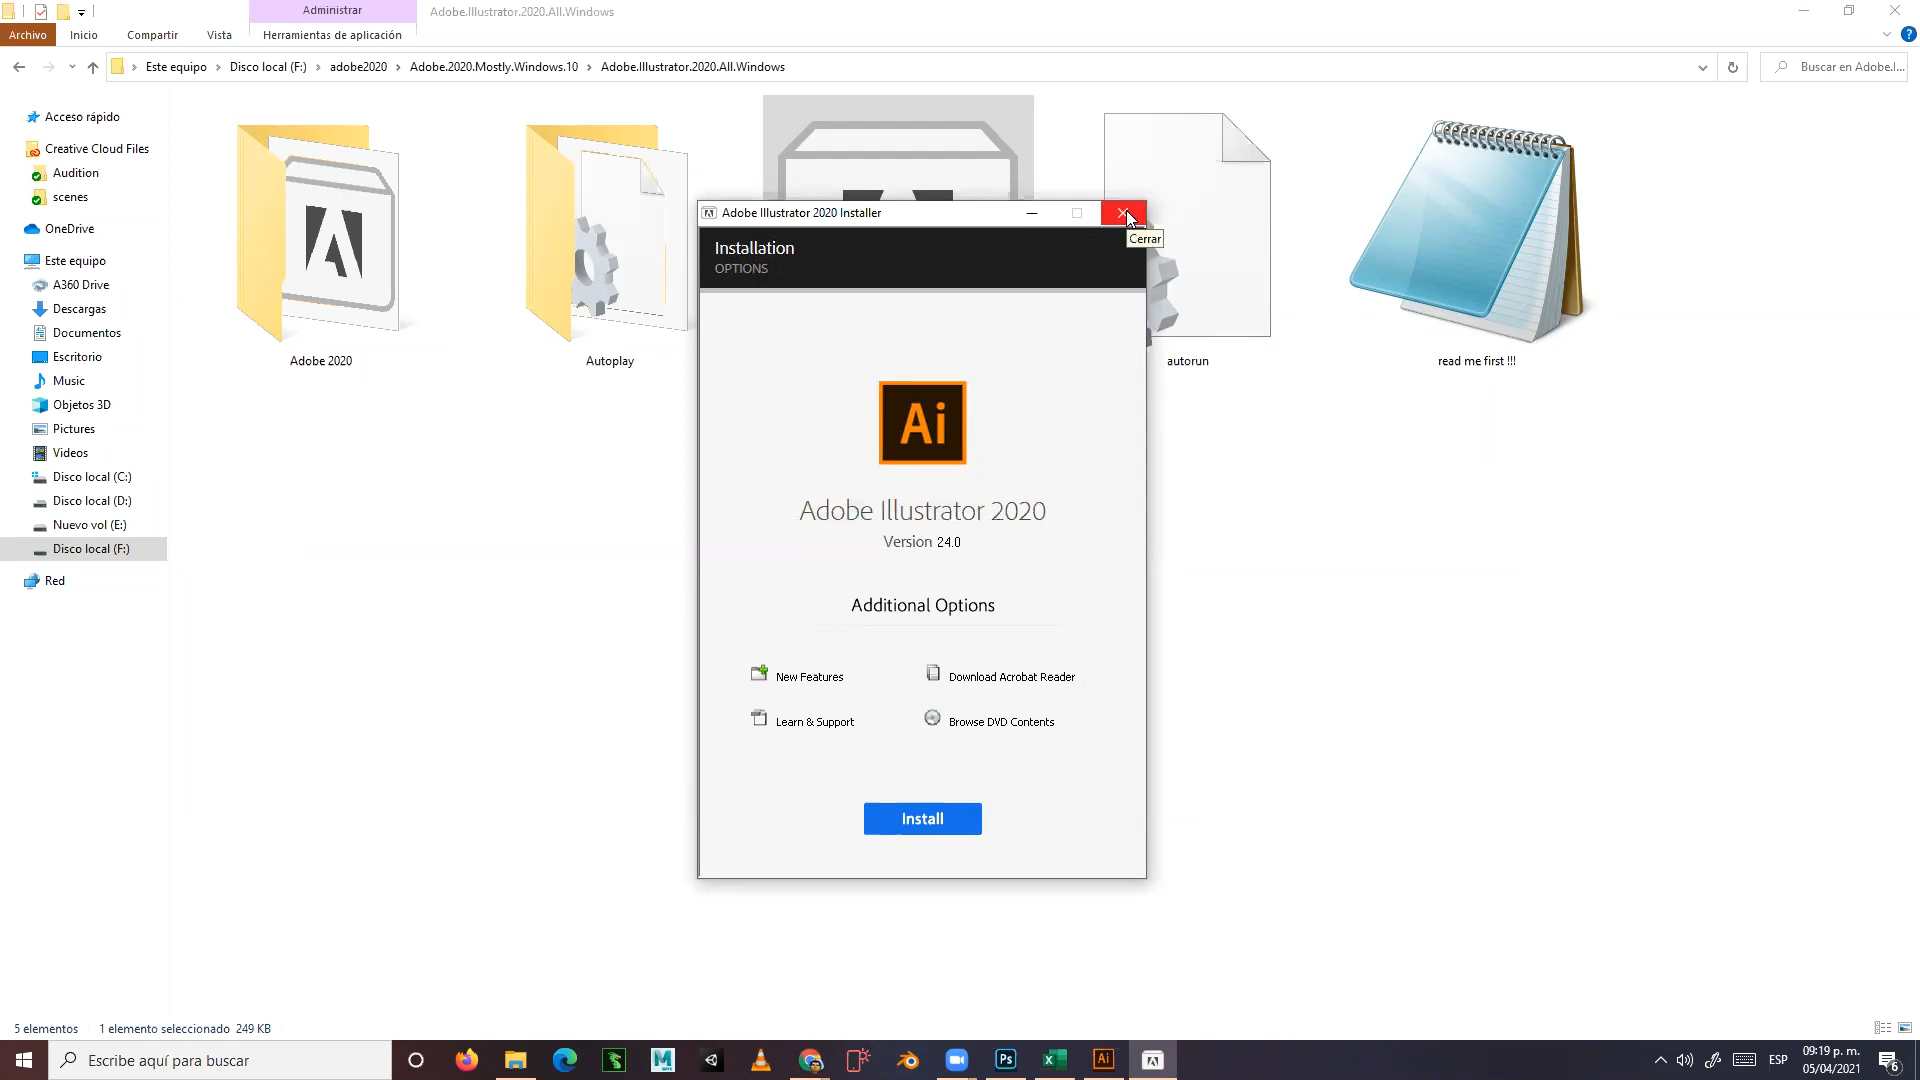 Administrar
Adobe.Illustrator.2020.All.Windows
Archivo
Inicio
Compartir
Vista
Herramientas de aplicación
Este equipo
Disco local (F:)
adobe2020
Adobe.2020.Mostly.Windows.10
Adobe.Illustrator.2020.All.Windows
Buscar en Adobe.I...
Acceso rápido
Creative Cloud Files
Audition
scenes
OneDrive
Este equipo
A360 Drive
Descargas
Documentos
Escritorio
Music
Objetos 3D
Pictures
Videos
Disco local (C:)
Disco local (D:)
Nuevo vol (E:)
Disco local (F:)
Red
Adobe 2020
Autoplay
autorun
read me first !!!
Adobe Illustrator 2020 Installer
Cerrar
Installation
OPTIONS
Ai
Adobe Illustrator 2020
Version 24.0
Additional Options
New Features
Download Acrobat Reader
Learn & Support
Browse DVD Contents
Install
5 elementos
1 elemento seleccionado 249 KB
Escribe aquí para buscar
Ps
Ai
ESP
09:19 p. m.
05/04/2021
6